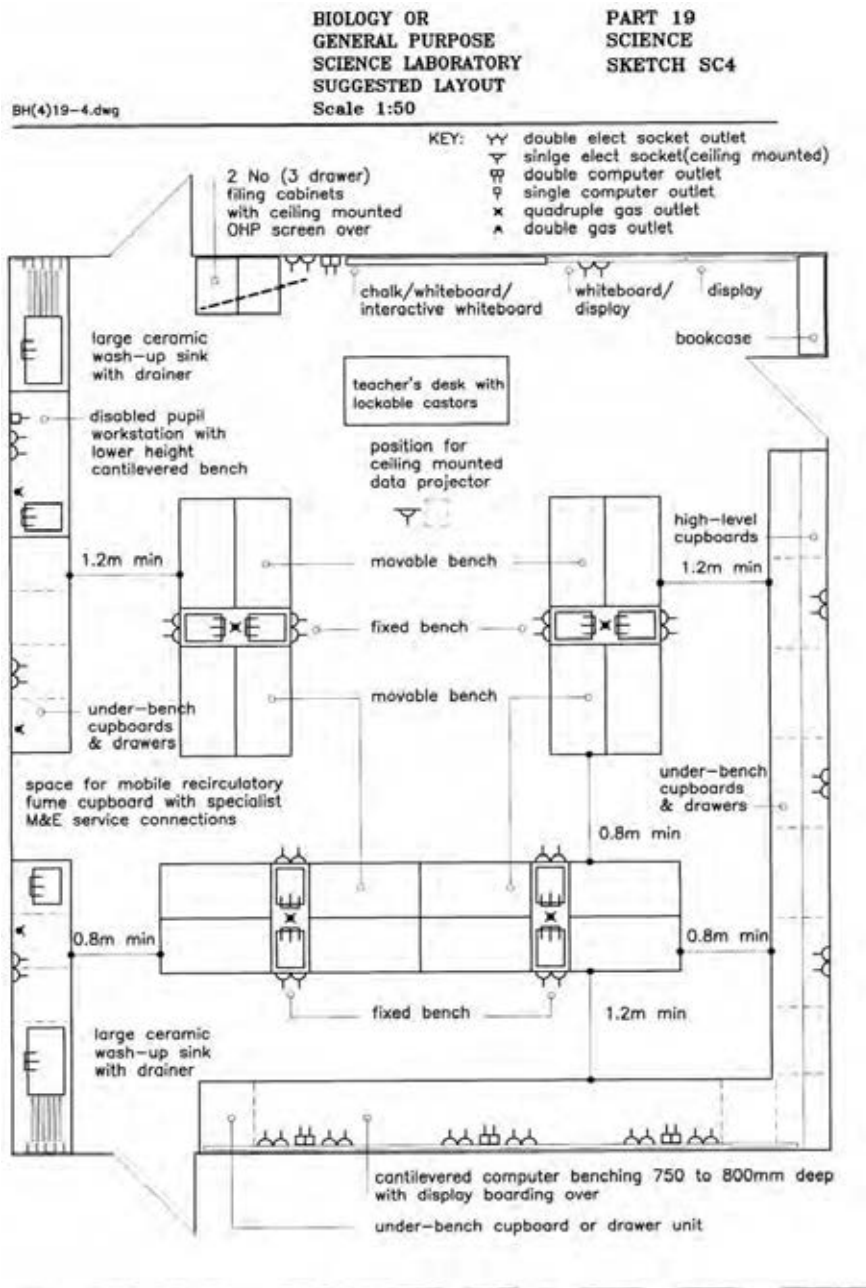 BIOLOGY OR
GENERAL PURPOSE
SCIENCE LABORATORY
SUGGESTED LAYOUT
Scale 1:50
PART 19
SCIENCE
SKETCH SC4
BH(4)19-4.dwg
KEY:
double elect socket outlet
sinlge elect socket(ceiling mounted)
double computer outlet
single computer outlet
quadruple gas outlet
double gas outlet
2 No (3 drawer)
filing cabinets
with ceiling mounted
OHP screen over
chalk/whiteboard/
interactive whiteboard
whiteboard/
display
display
bookcase
large ceramic
wash-up sink
with drainer
teacher's desk with
lockable castors
disabled pupil
workstation with
lower height
cantilevered bench
position for
ceiling mounted
data projector
high-level
cupboards
1.2m min
movable bench
1.2m min
fixed bench
movable bench
under-bench
cupboards
& drawers
space for mobile recirculatory
fume cupboard with specialist
M&E service connections
under-bench
cupboards
& drawers
0.8m min
0.8m min
0.8m min
fixed bench
1.2m min
large ceramic
wash-up sink
with drainer
cantilevered computer benching 750 to 800mm deep
with display boarding over
under-bench cupboard or drawer unit